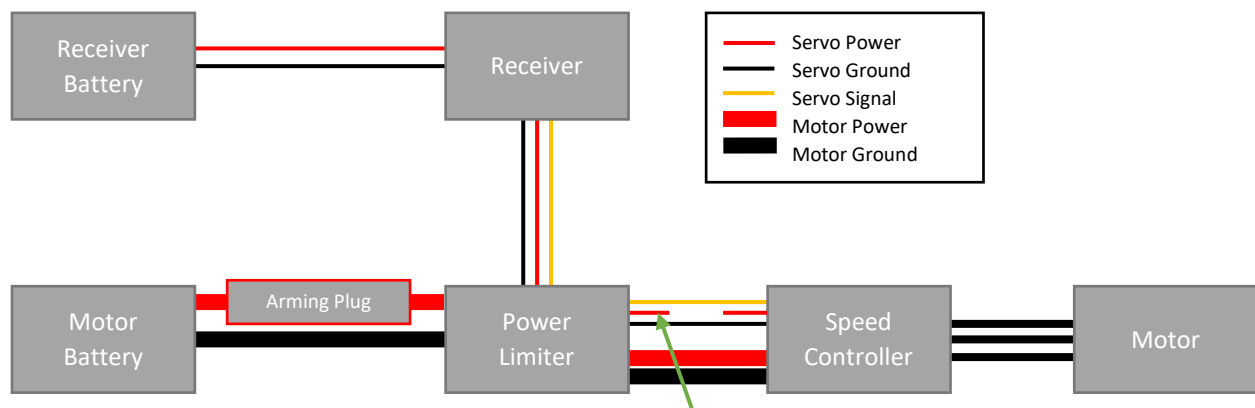 Receiver
Battery
Receiver
Servo Power
Servo Ground
Servo Signal
Motor Power
Motor Ground
Motor
Battery
Arming Plug
Power
Limiter
Speed
Controller
Motor